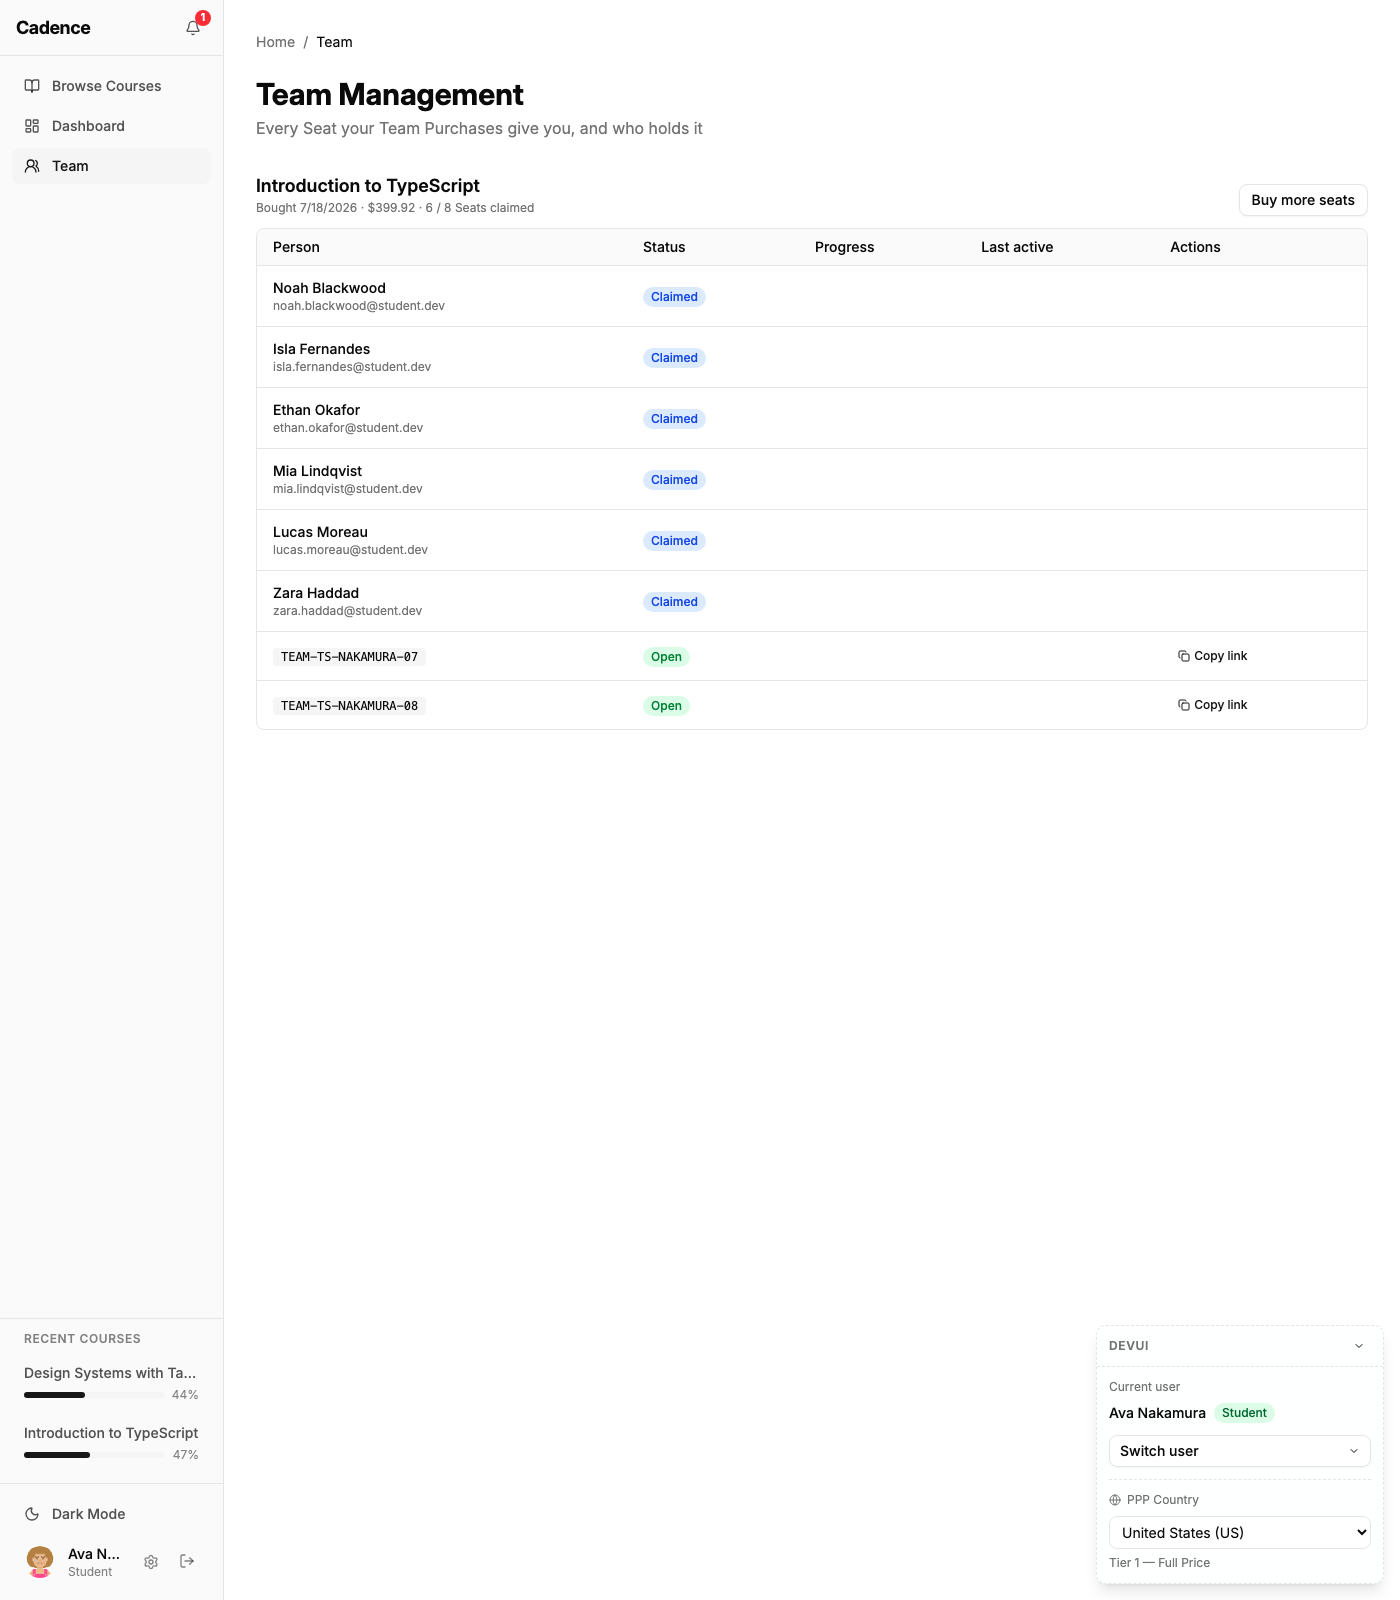 Cadence
1
Browse Courses
Dashboard
Team
Home / Team
Team Management
Every Seat your Team Purchases give you, and who holds it
Introduction to TypeScript
Bought 7/18/2026 · $399.92 · 6 / 8 Seats claimed
Buy more seats
Person Status Progress Last active Actions
Noah Blackwood
noah.blackwood@student.dev
Claimed
Isla Fernandes
isla.fernandes@student.dev
Claimed
Ethan Okafor
ethan.okafor@student.dev
Claimed
Mia Lindqvist
mia.lindqvist@student.dev
Claimed
Lucas Moreau
lucas.moreau@student.dev
Claimed
Zara Haddad
zara.haddad@student.dev
Claimed
TEAM-TS-NAKAMURA-07 Open Copy link
TEAM-TS-NAKAMURA-08 Open Copy link
RECENT COURSES
Design Systems with Ta...
44%
Introduction to TypeScript
47%
Dark Mode
Ava N...
Student
DEVUI
Current user
Ava Nakamura Student
Switch user
PPP Country
United States (US)
Tier 1 — Full Price